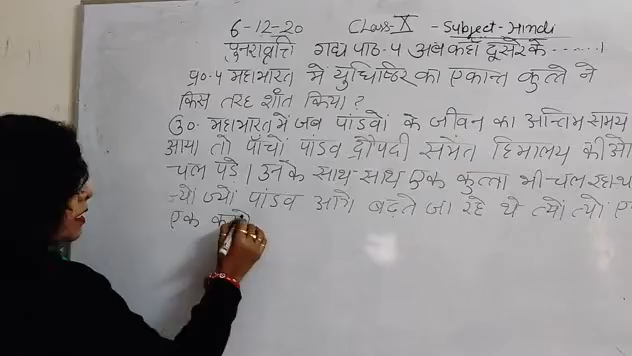 6-12-20 Class-X - Subject-Hindi
पुनरावृत्ति गद्य पाठ-4 अब कहाँ दूसरे के ......।
प्र०.4 महाभारत में युधिष्ठिर का एकान्त कुत्ते ने
किस तरह शाँत किया ?
उ०. महाभारत में जब पांडवों के जीवन का अन्तिम समय
आया तो पाँचों पांडव द्रौपदी समेत हिमालय की ओ
चल पडे। उनके साथ-साथ एक कुत्ता भी चल रहा थ
ज्यों ज्यों पांडव आगे बढ़ते जा रहे थे त्यों त्यों ए
एक कर